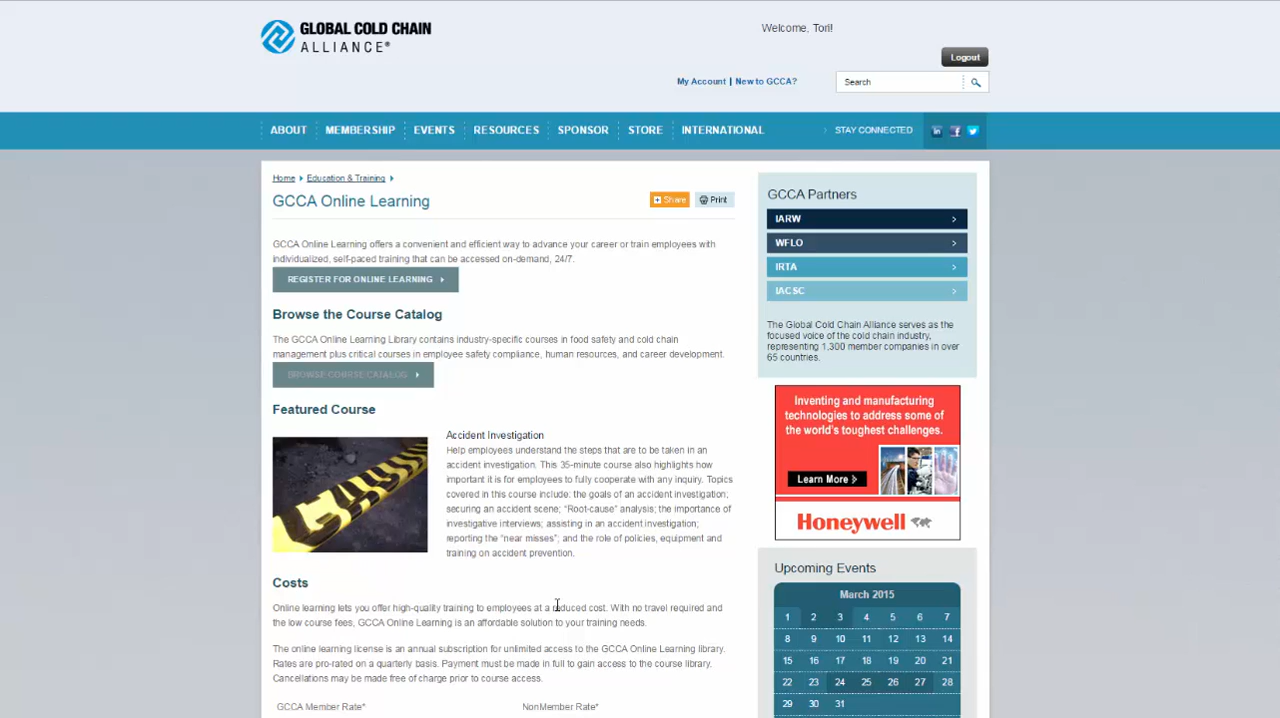 GLOBAL COLD CHAIN
ALLIANCE®
Welcome, Tori!
Logout
My Account | New to GCCA?
Search
ABOUT
MEMBERSHIP
EVENTS
RESOURCES
SPONSOR
STORE
INTERNATIONAL
STAY CONNECTED
Home
Education & Training
GCCA Online Learning
Share
Print
GCCA Online Learning offers a convenient and efficient way to advance your career or train employees with
individualized, self-paced training that can be accessed on-demand, 24/7.
REGISTER FOR ONLINE LEARNING
Browse the Course Catalog
The GCCA Online Learning Library contains industry-specific courses in food safety and cold chain
management plus critical courses in employee safety compliance, human resources, and career development.
BROWSE COURSE CATALOG
Featured Course
Accident Investigation
Help employees understand the steps that are to be taken in an
accident investigation. This 35-minute course also highlights how
important it is for employees to fully cooperate with any inquiry. Topics
covered in this course include: the goals of an accident investigation;
securing an accident scene; “Root-cause” analysis; the importance of
investigative interviews; assisting in an accident investigation;
reporting the “near misses”; and the role of policies, equipment and
training on accident prevention.
Costs
Online learning lets you offer high-quality training to employees at a reduced cost. With no travel required and
the low course fees, GCCA Online Learning is an affordable solution to your training needs.
The online learning license is an annual subscription for unlimited access to the GCCA Online Learning library.
Rates are pro-rated on a quarterly basis. Payment must be made in full to gain access to the course library.
Cancellations may be made free of charge prior to course access.
GCCA Member Rate* NonMember Rate*
GCCA Partners
IARW
WFLO
IRTA
IACSC
The Global Cold Chain Alliance serves as the
focused voice of the cold chain industry,
representing 1,300 member companies in over
65 countries.
Inventing and manufacturing
technologies to address some of
the world's toughest challenges.
Learn More
Honeywell
Upcoming Events
March 2015
1 2 3 4 5 6 7
8 9 10 11 12 13 14
15 16 17 18 19 20 21
22 23 24 25 26 27 28
29 30 31